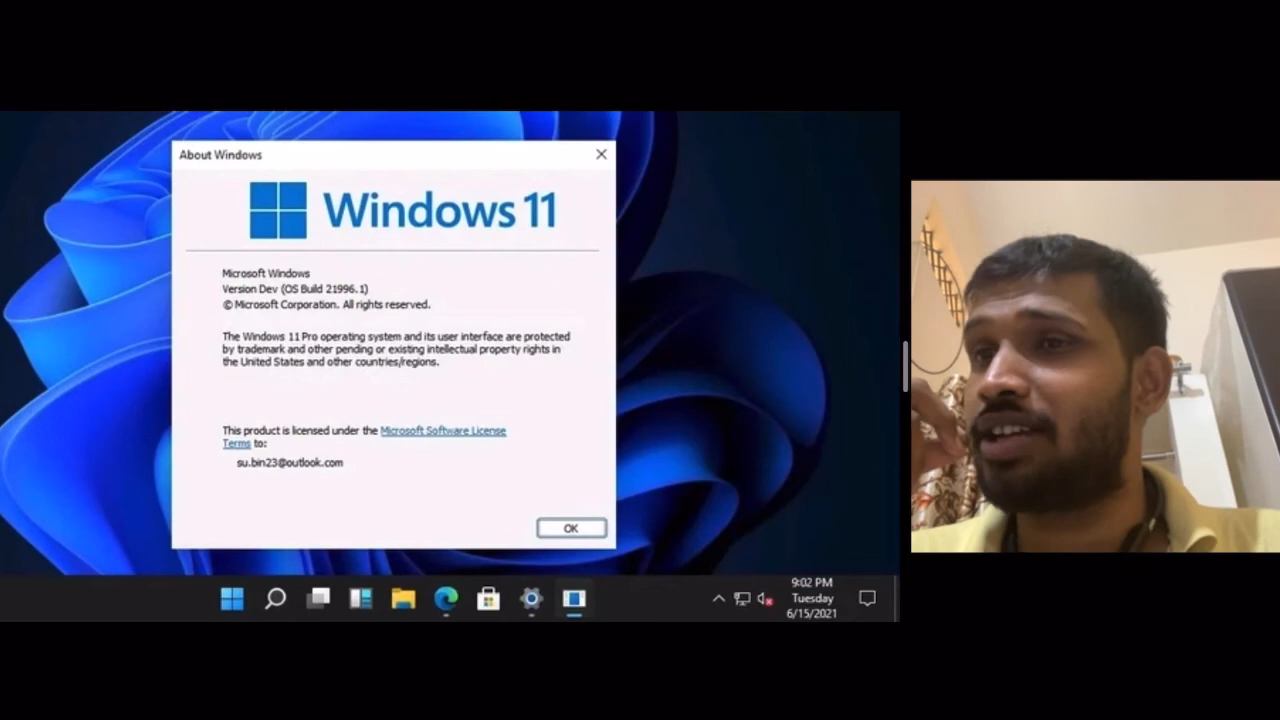 About Windows
Windows 11
Microsoft Windows
Version Dev (OS Build 21996.1)
© Microsoft Corporation. All rights reserved.
The Windows 11 Pro operating system and its user interface are protected
by trademark and other pending or existing intellectual property rights in
the United States and other countries/regions.
This product is licensed under the Microsoft Software License
Terms to:
su.bin23@outlook.com
OK
9:02 PM
Tuesday
6/15/2021